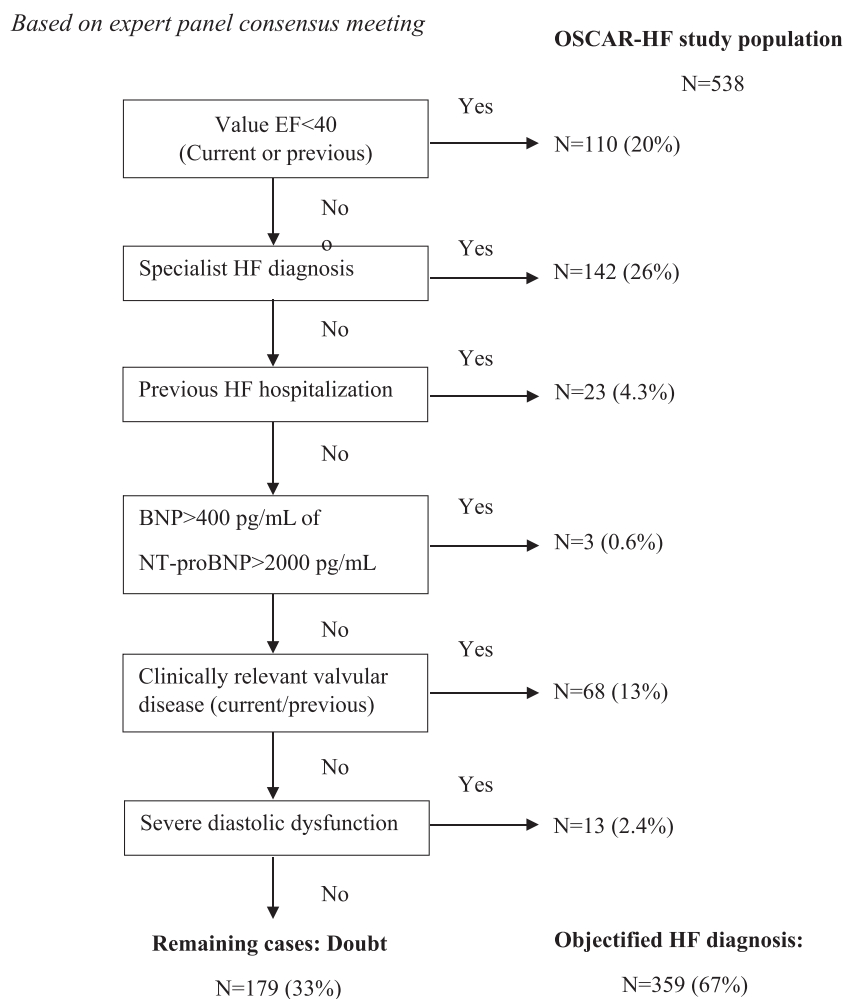 Based on expert panel consensus meeting
OSCAR-HF study population
N=538
Value EF<40
(Current or previous)
Yes
N=110 (20%)
No
o
Specialist HF diagnosis
Yes
N=142 (26%)
No
Previous HF hospitalization
Yes
N=23 (4.3%)
No
BNP>400 pg/mL of
NT-proBNP>2000 pg/mL
Yes
N=3 (0.6%)
No
Clinically relevant valvular
disease (current/previous)
Yes
N=68 (13%)
No
Severe diastolic dysfunction
Yes
N=13 (2.4%)
No
Remaining cases: Doubt
N=179 (33%)
Objectified HF diagnosis:
N=359 (67%)